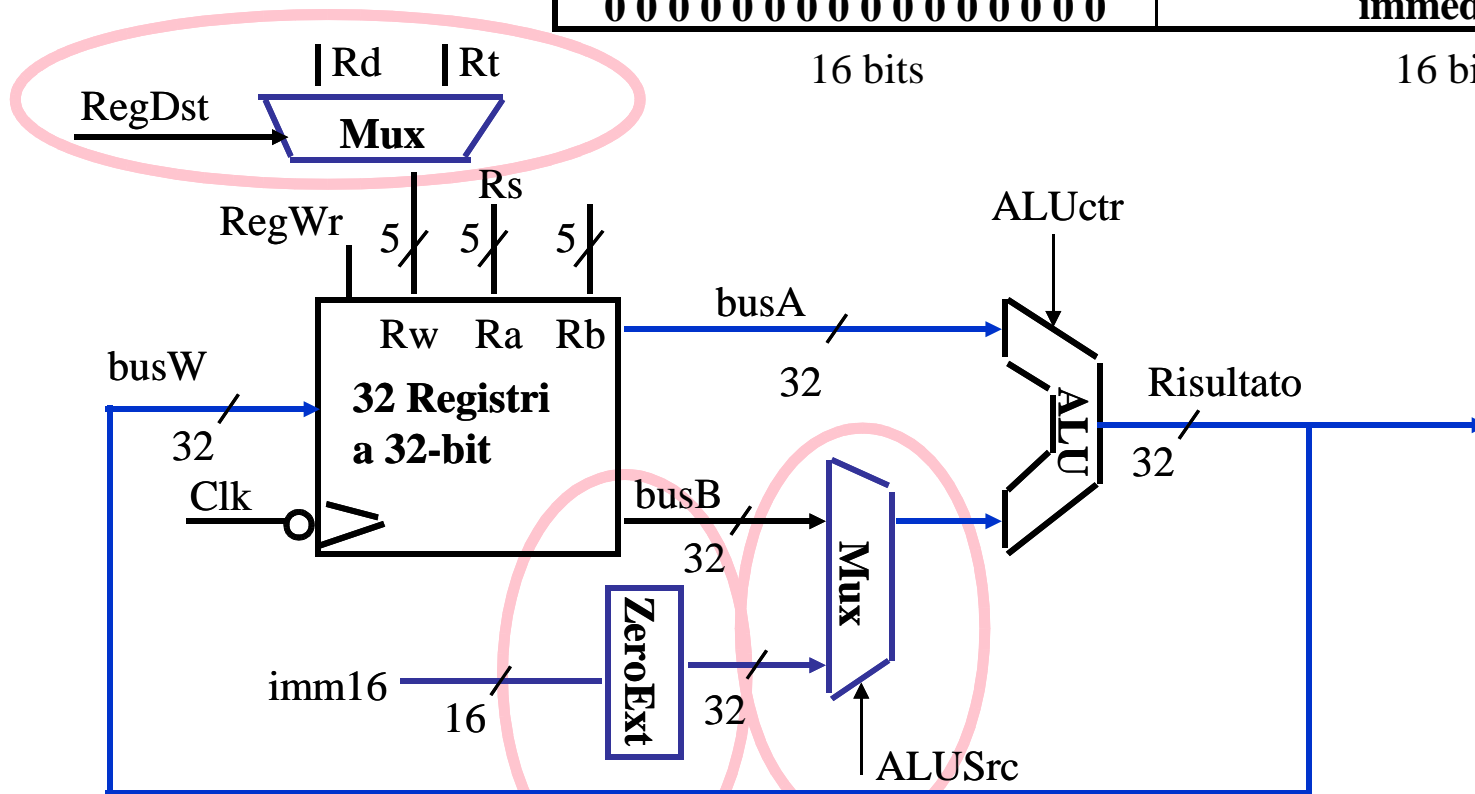 0 0 0 0 0 0 0 0 0 0 0 0 0 0 0 0
16 bits
Rd
Rt
RegDst
Mux
Rs
RegWr
5
5
5
ALUctr
Rw Ra Rb
busA
32
busW
32
32 Registri
a 32-bit
Clk
ALU
Risultato
32
busB
32
Mux
ZeroExt
imm16
16
32
ALUSrc